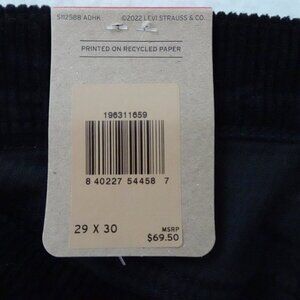 5112588 ADHK ©2022 LEVI STRAUSS & CO.
PRINTED ON RECYCLED PAPER
196311659
8 40227 54458 7
29 X 30
MSRP
$69.50